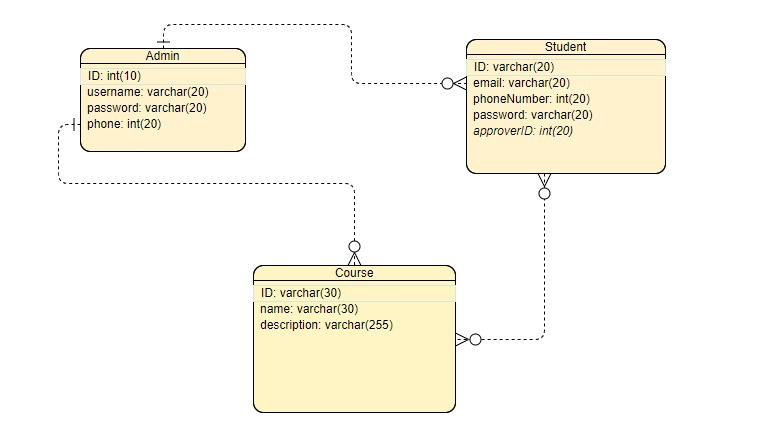 Admin
ID: int(10)
username: varchar(20)
password: varchar(20)
phone: int(20)
Student
ID: varchar(20)
email: varchar(20)
phoneNumber: int(20)
password: varchar(20)
approverID: int(20)
Course
ID: varchar(30)
name: varchar(30)
description: varchar(255)